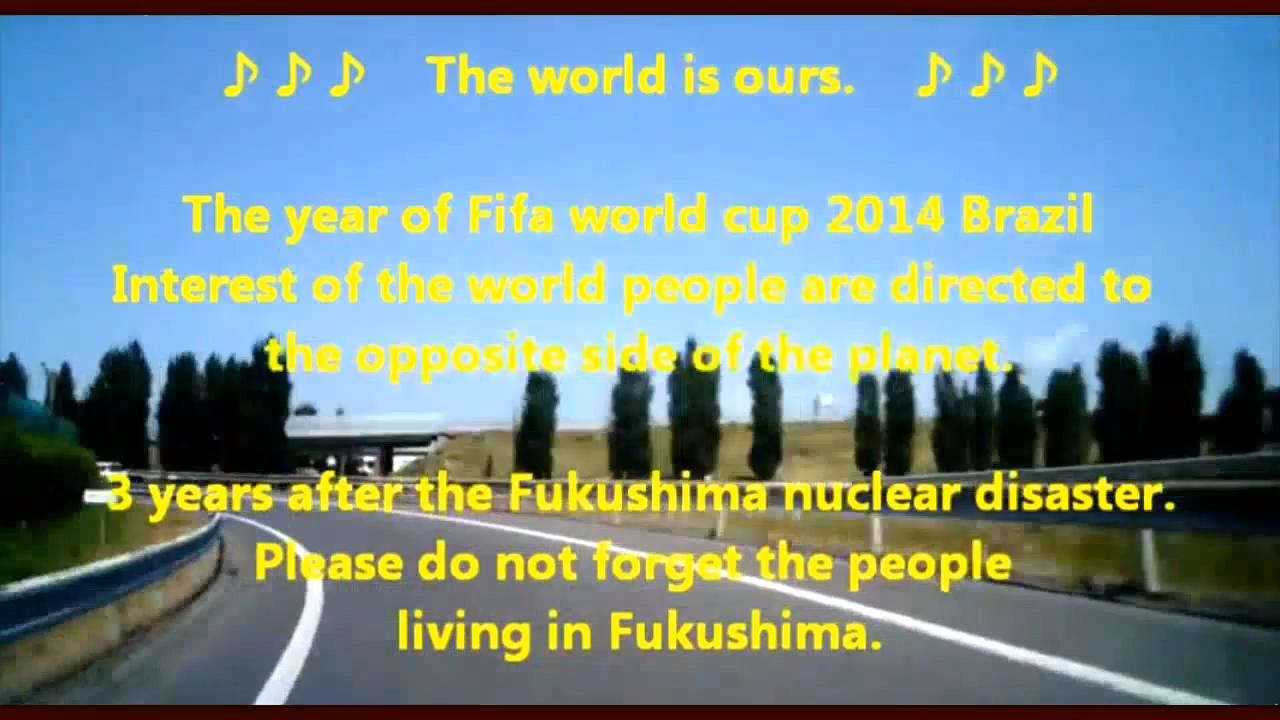 ♪ ♪ ♪ The world is ours. ♪ ♪ ♪
The year of Fifa world cup 2014 Brazil
Interest of the world people are directed to
the opposite side of the planet.
3 years after the Fukushima nuclear disaster.
Please do not forget the people
living in Fukushima.